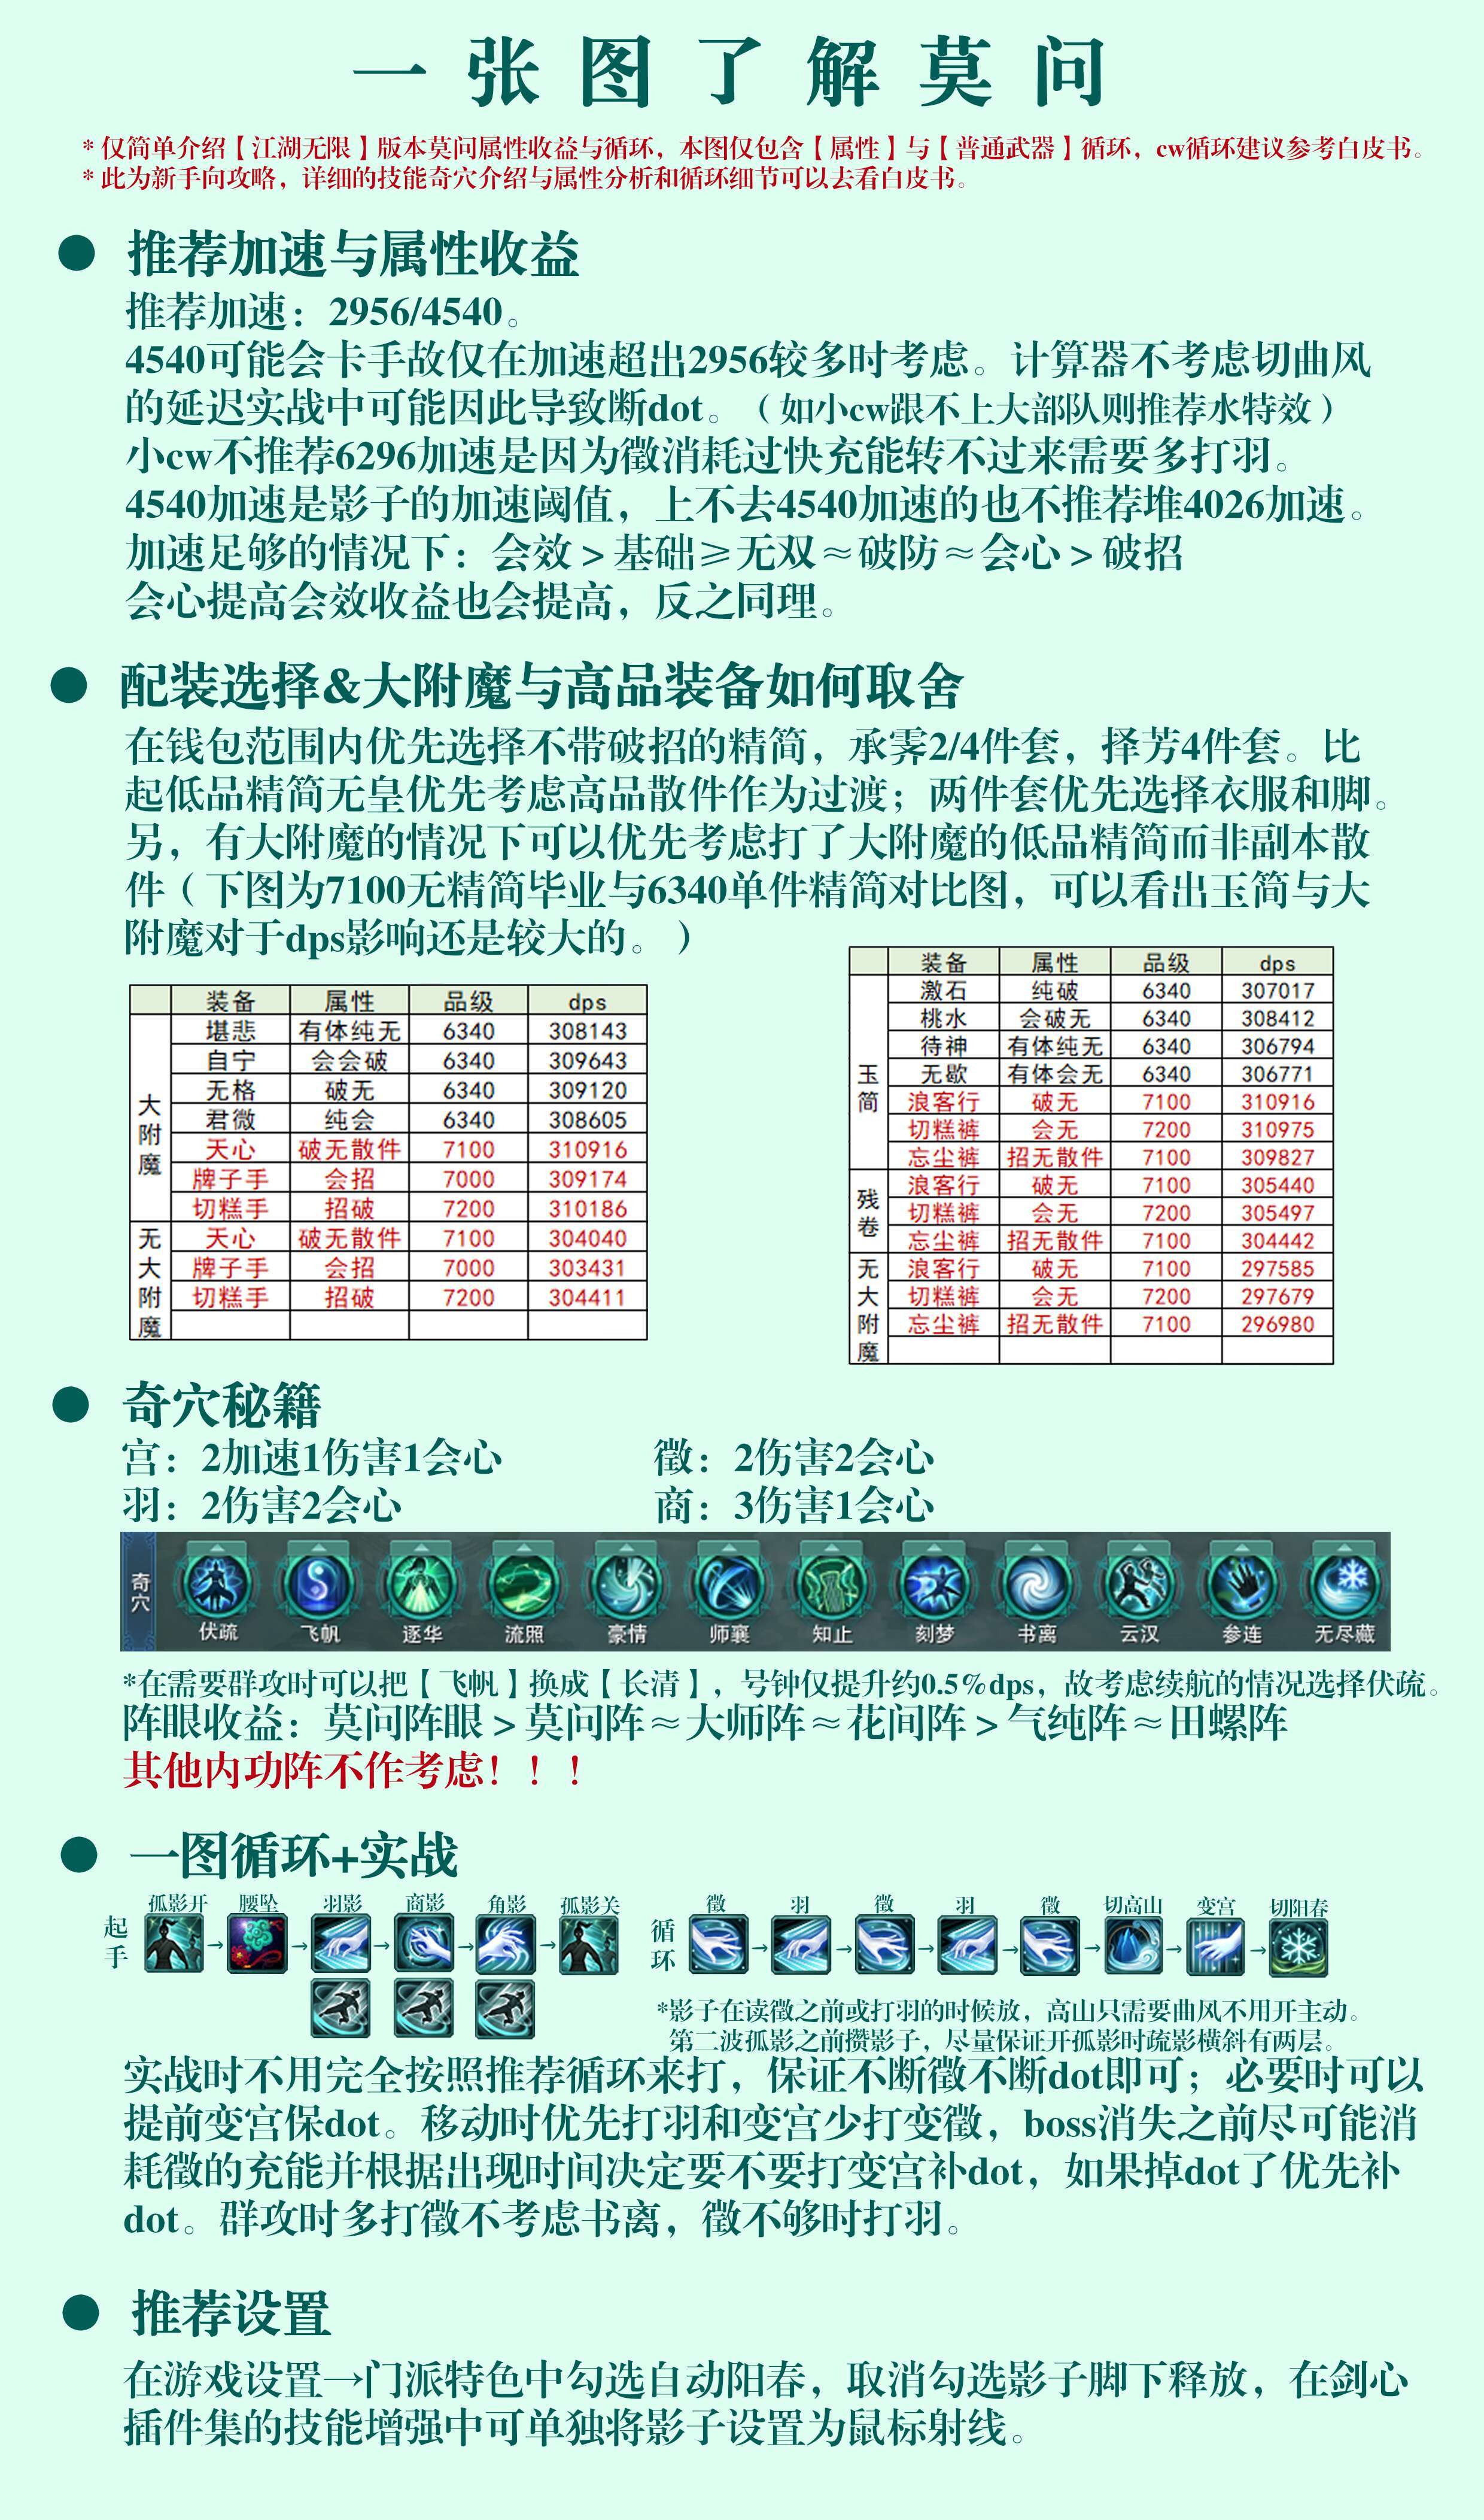 一张图了解莫问
*仅简单介绍【江湖无限】版本莫问属性收益与循环，本图仅包含【属性】与【普通武器】循环，cw循环建议参考白皮书。
*此为新手向攻略，详细的技能奇穴介绍与属性分析和循环细节可以去看白皮书。
● 推荐加速与属性收益
推荐加速：2956/4540。
4540可能会卡手故仅在加速超出2956较多时考虑。计算器不考虑切曲风
的延迟实战中可能因此导致断dot。（如小cw跟不上大部队则推荐水特效）
小cw不推荐6296加速是因为徵消耗过快充能转不过来需要多打羽。
4540加速是影子的加速阈值，上不去4540加速的也不推荐堆4026加速。
加速足够的情况下：会效＞基础≥无双≈破防≈会心＞破招
会心提高会效收益也会提高，反之同理。
● 配装选择&大附魔与高品装备如何取舍
在钱包范围内优先选择不带破招的精简，承霁2/4件套，择芳4件套。比
起低品精简无皇优先考虑高品散件作为过渡；两件套优先选择衣服和脚。
另，有大附魔的情况下可以优先考虑打了大附魔的低品精简而非副本散
件（下图为7100无精简毕业与6340单件精简对比图，可以看出玉简与大
附魔对于dps影响还是较大的。）
装备 属性 品级 dps
大附魔
堪悲 有体纯无 6340 308143
自宁 会会破 6340 309643
无格 破无 6340 309120
君微 纯会 6340 308605
天心 破无散件 7100 310916
牌子手 会招 7000 309174
切糕手 招破 7200 310186
无大附魔
天心 破无散件 7100 304040
牌子手 会招 7000 303431
切糕手 招破 7200 304411
装备 属性 品级 dps
玉简
激石 纯破 6340 307017
桃水 会破无 6340 308412
待神 有体纯无 6340 306794
无歇 有体会无 6340 306771
浪客行 破无 7100 310916
切糕裤 会无 7200 310975
忘尘裤 招无散件 7100 309827
残卷
浪客行 破无 7100 305440
切糕裤 会无 7200 305497
忘尘裤 招无散件 7100 304442
无大附魔
浪客行 破无 7100 297585
切糕裤 会无 7200 297679
忘尘裤 招无散件 7100 296980
● 奇穴秘籍
宫：2加速1伤害1会心 徵：2伤害2会心
羽：2伤害2会心 商：3伤害1会心
奇穴 伏疏 飞帆 逐华 流照 豪情 师襄 知止 刻梦 书离 云汉 参连 无尽藏
*在需要群攻时可以把【飞帆】换成【长清】，号钟仅提升约0.5%dps，故考虑续航的情况选择伏疏。
阵眼收益：莫问阵眼＞莫问阵≈大师阵≈花间阵＞气纯阵≈田螺阵
其他内功阵不作考虑！！！
● 一图循环+实战
起手 孤影开→腰坠→羽影→商影→角影→孤影关
循环 徵→羽→徵→羽→徵→切高山→变宫→切阳春
*影子在读徵之前或打羽的时候放，高山只需要曲风不用开主动。
第二波孤影之前攒影子，尽量保证开孤影时疏影横斜有两层。
实战时不用完全按照推荐循环来打，保证不断徵不断dot即可；必要时可以
提前变宫保dot。移动时优先打羽和变宫少打变徵，boss消失之前尽可能消
耗徵的充能并根据出现时间决定要不要打变宫补dot，如果掉dot了优先补
dot。群攻时多打徵不考虑书离，徵不够时打羽。
● 推荐设置
在游戏设置→门派特色中勾选自动阳春，取消勾选影子脚下释放，在剑心
插件集的技能增强中可单独将影子设置为鼠标射线。